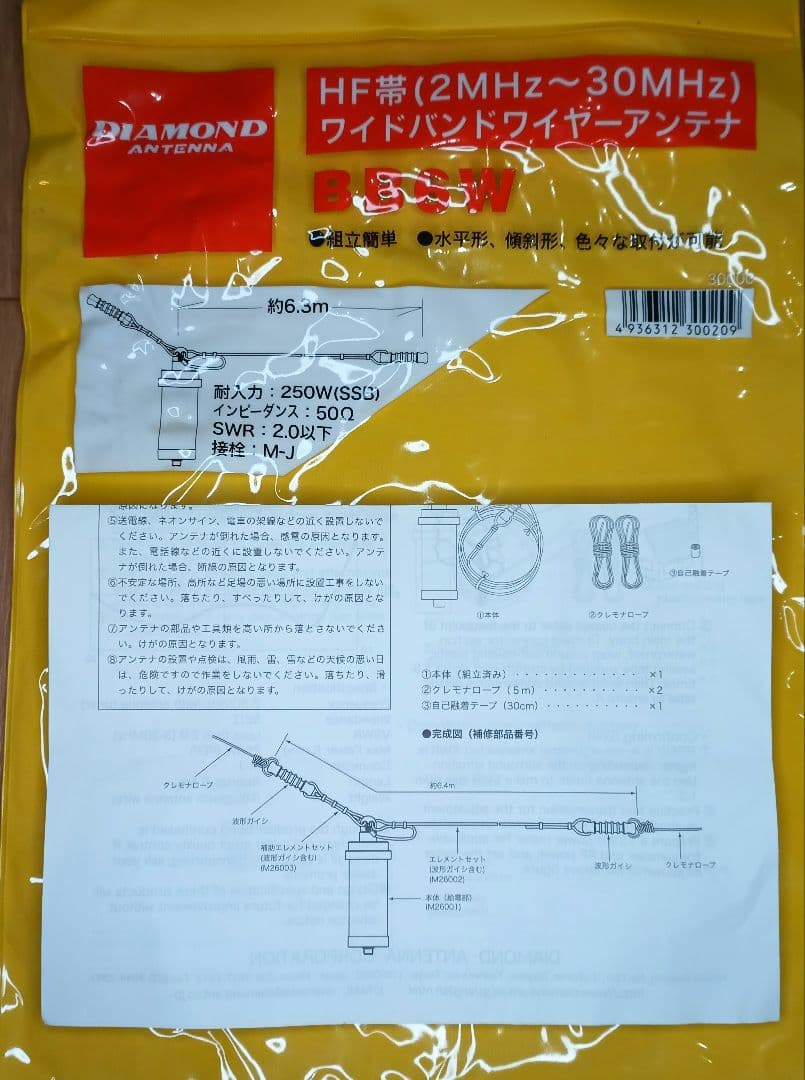 HF帯(2MHz～30MHz)
ワイドバンドワイヤーアンテナ
DIAMOND
ANTENNA
BB6W
●組立簡単 ●水平形、傾斜形、色々な取付が可能
約6.3m
4 936312 300209
耐入力：250W(SSB)
インピーダンス：50Ω
SWR：2.0以下
接栓：M-J
原因になります。
⑤送電線、ネオンサイン、電車の架線などの近く設置しないで
ください。アンテナが倒れた場合、感電の原因となります。
また、電話線などの近くに設置しないでください。アンテ
ナが倒れた場合、断線の原因となります。
⑥不安定な場所、高所など足場の悪い場所に設置工事をしない
でください。落ちたり、すべったりして、けがの原因とな
ります。
⑦アンテナの部品や工具類を高い所から落とさないでくださ
い。けがの原因となります。
⑧アンテナの設置や点検は、風雨、雷、雪などの天候の悪い日
は、危険ですので作業をしないでください。落ちたり、滑
ったりして、けがの原因となります。
①本体
②クレモナロープ
③自己融着テープ
①本体（組立済み）・・・・・・・・・・・・×1
②クレモナロープ（5m）・・・・・・・・・・・・×2
③自己融着テープ（30cm）・・・・・・・・・・・×1
●完成図（補修部品番号）
約6.4m
クレモナロープ
波形ガイシ
補助エレメントセット
(波形ガイシ含む)
(M26003)
エレメントセット
(波形ガイシ含む)
(M26002)
波形ガイシ
クレモナロープ
本体（給電部）
(M26001)